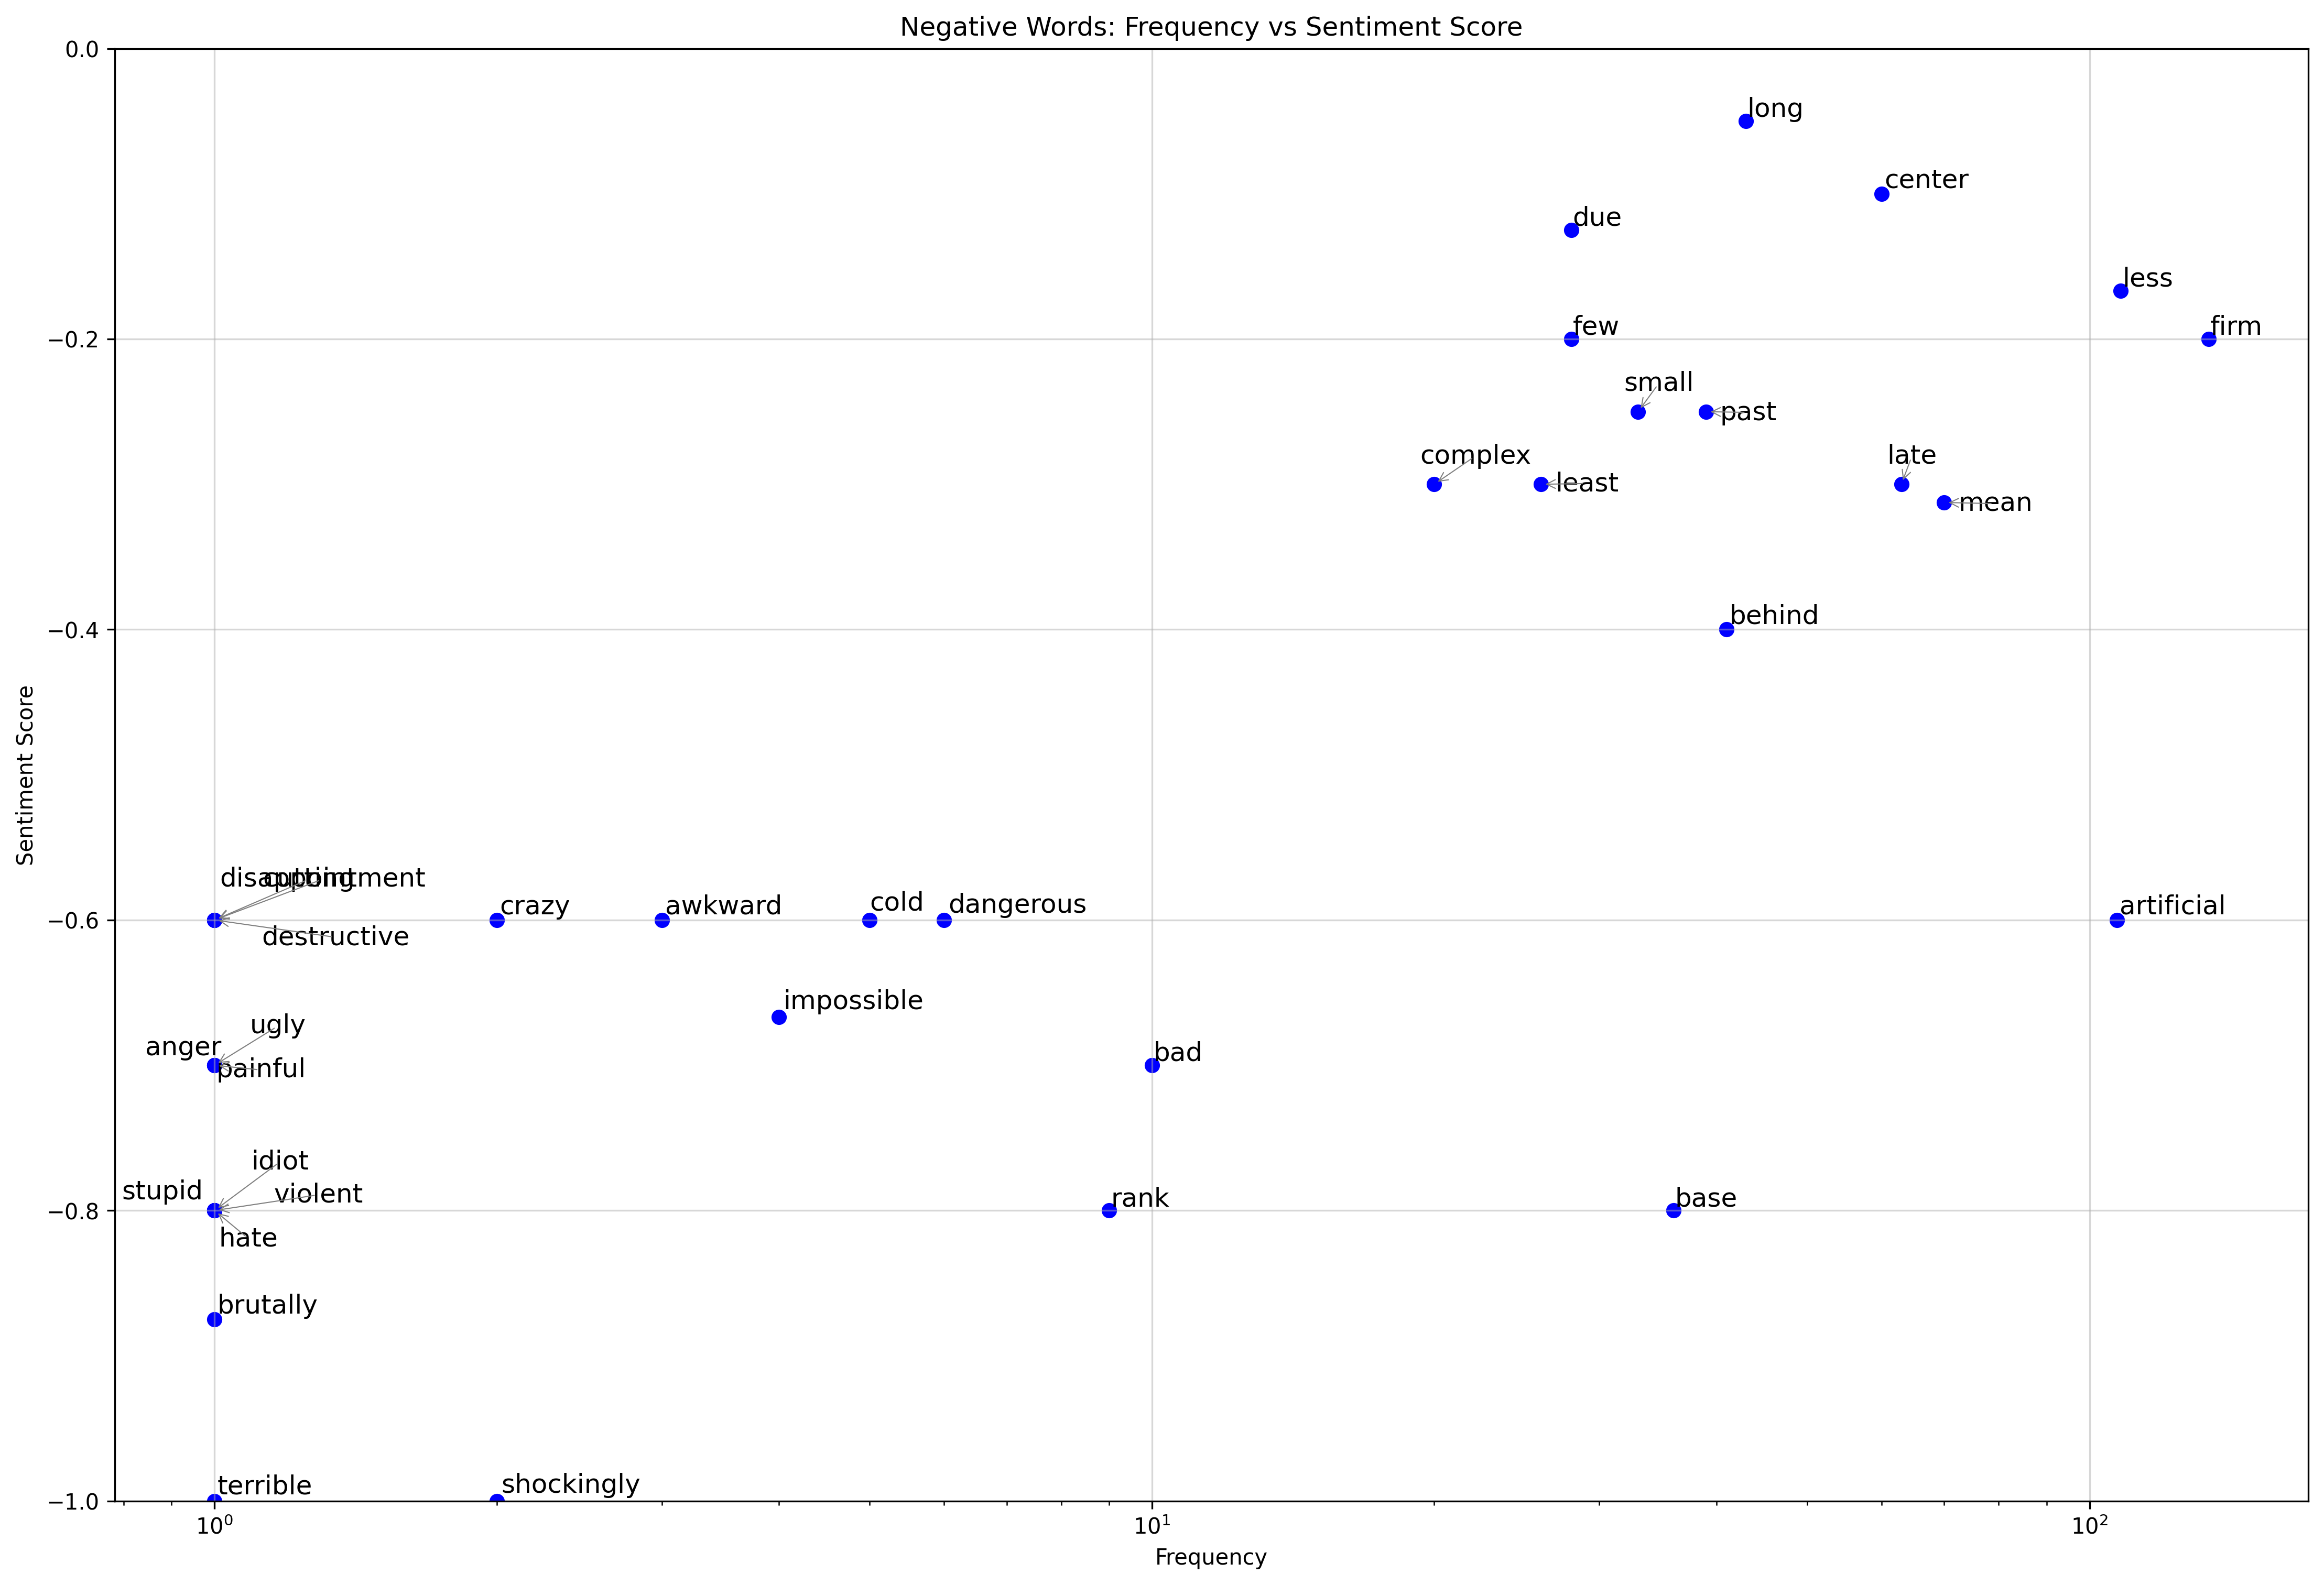 Negative Words: Frequency vs Sentiment Score
0.0
long
center
due
less
−0.2
few
firm
small
past
complex
late
least
mean
−0.4
behind
Sentiment Score
disappointment
cutting
−0.6
crazy
awkward
cold
dangerous
artificial
destructive
impossible
ugly
anger
painful
bad
idiot
stupid
violent
−0.8
rank
base
hate
brutally
terrible
shockingly
−1.0
10⁰
10¹
10²
Frequency